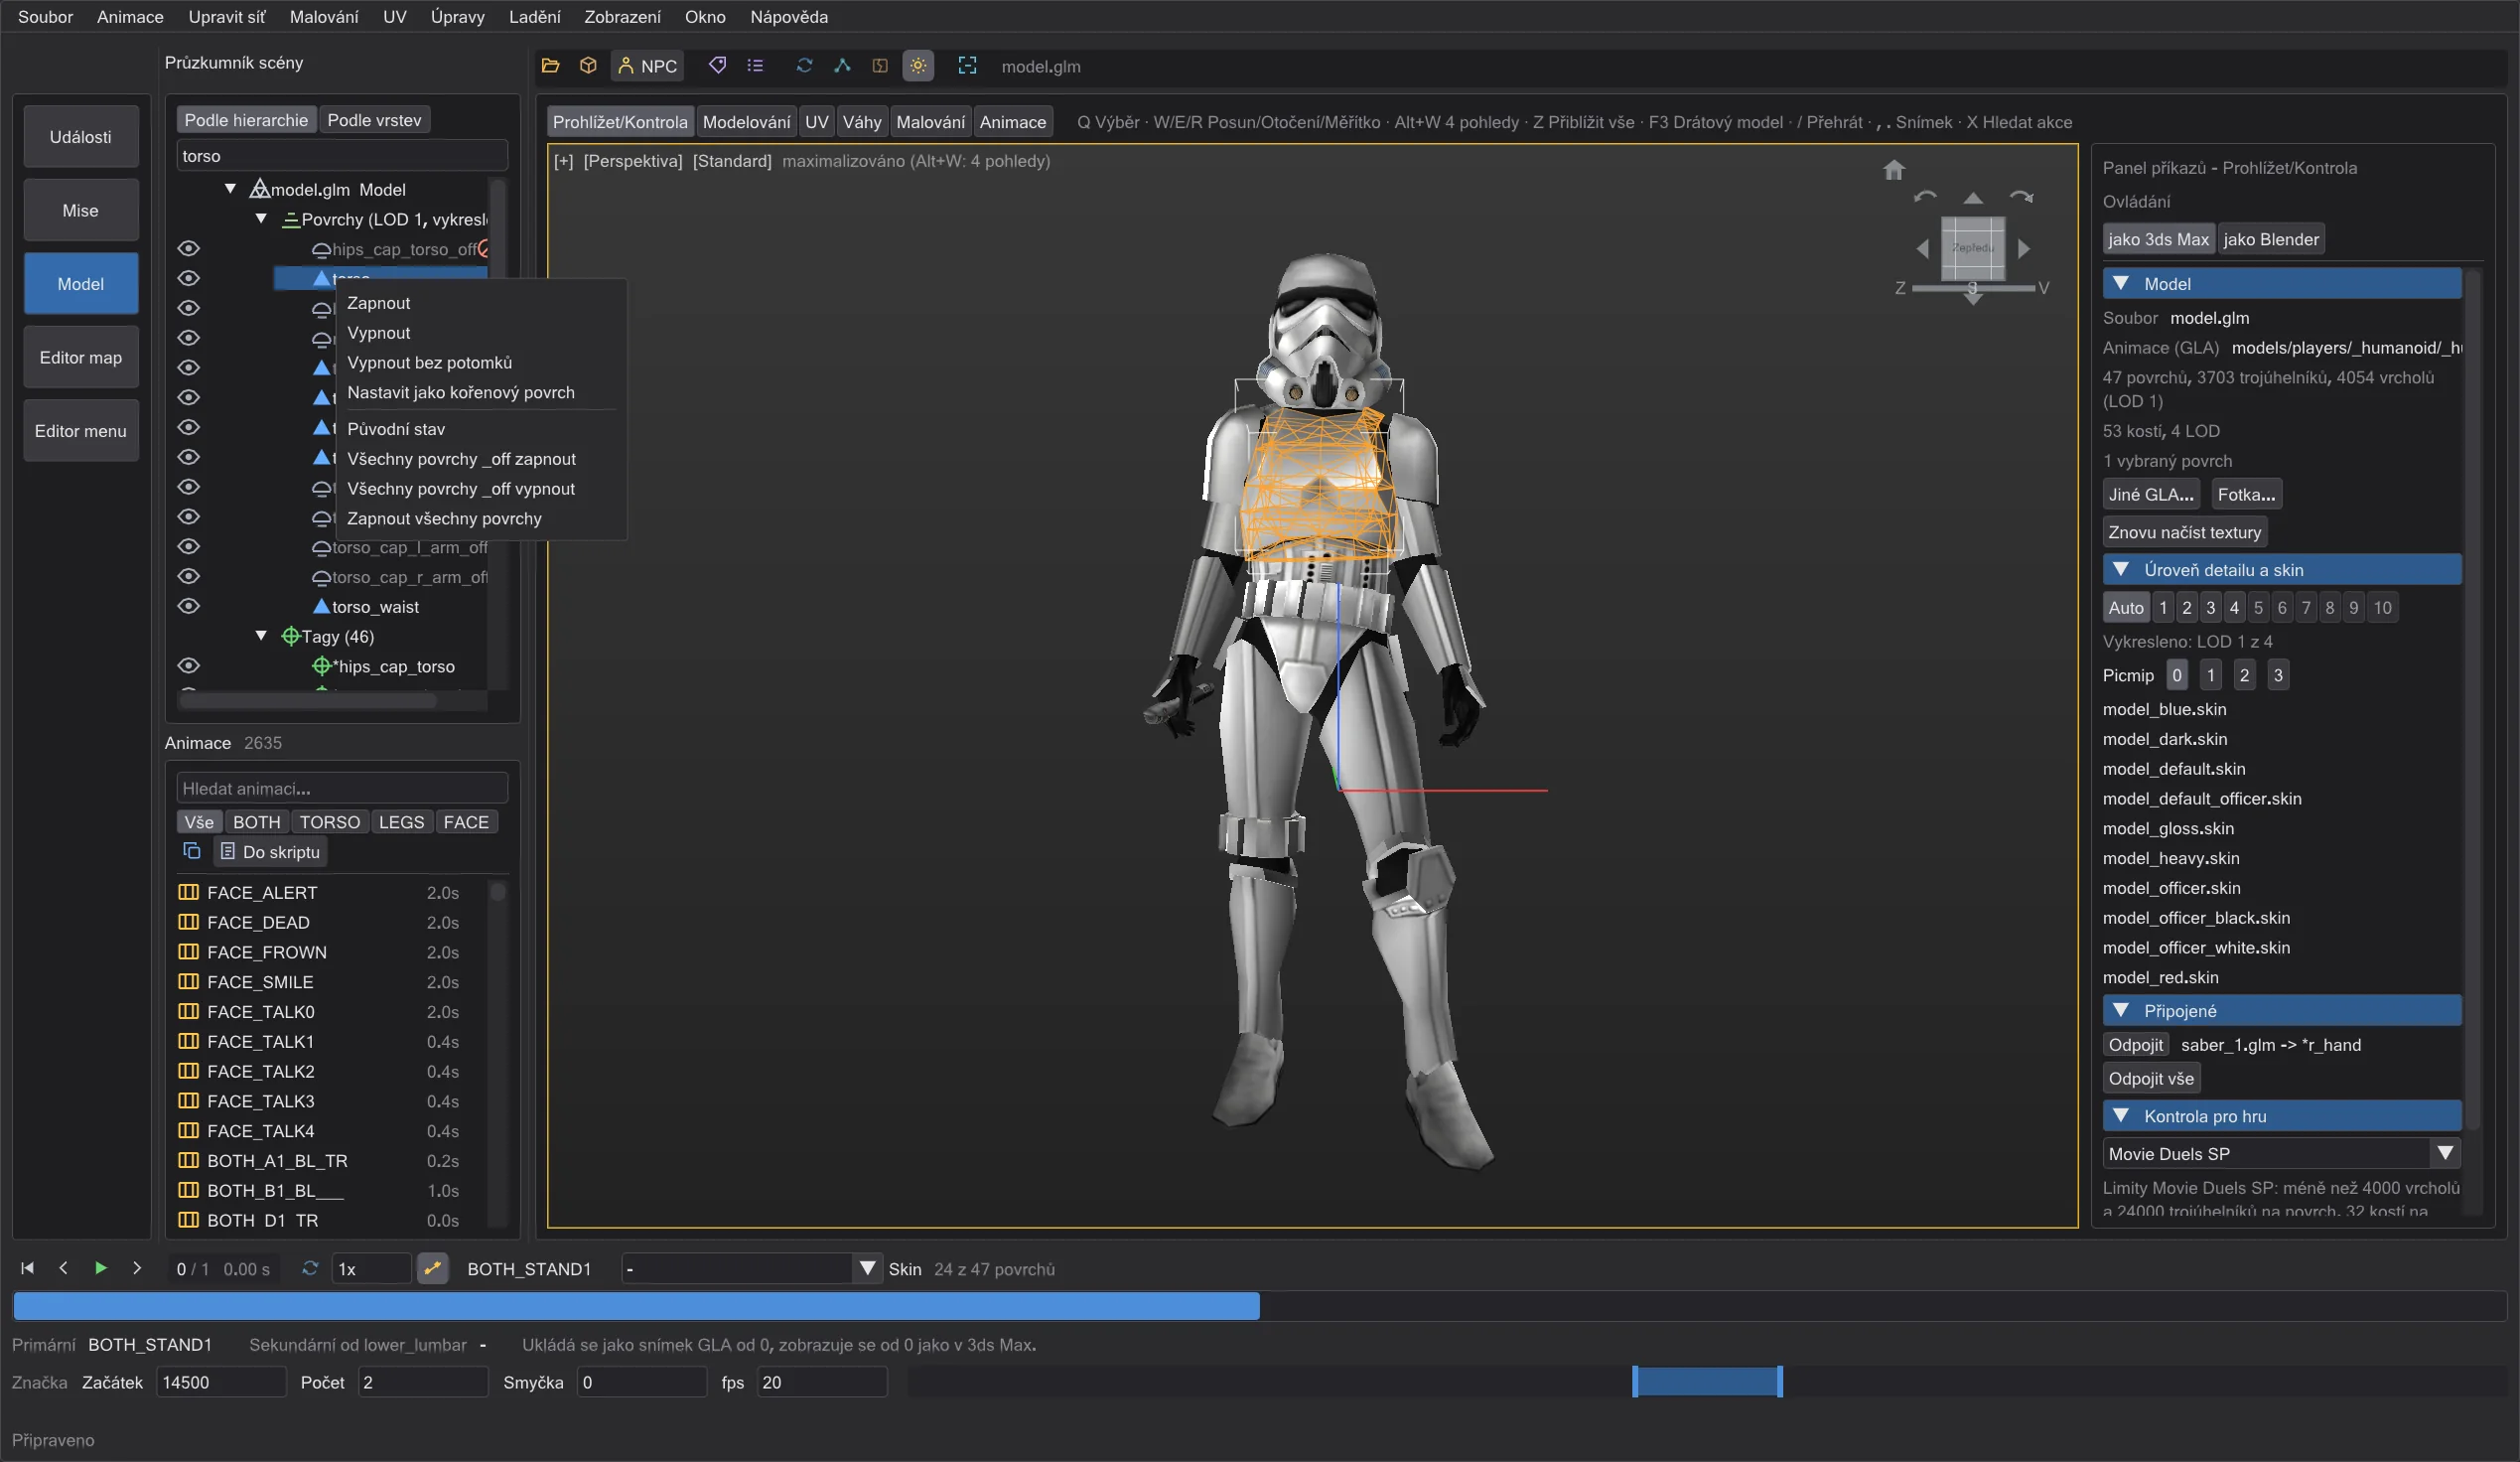 Soubor Animace Upravit síť Malování UV Úpravy Ladění Zobrazení Okno Nápověda
Průzkumník scény
NPC model.glm
Události
Mise
Model
Editor map
Editor menu
Podle hierarchie Podle vrstev
torso
model.glm Model
Povrchy (LOD 1, vykresl
hips_cap_torso_off
torso
Zapnout
Vypnout
Vypnout bez potomků
Nastavit jako kořenový povrch
Původní stav
Všechny povrchy _off zapnout
Všechny povrchy _off vypnout
Zapnout všechny povrchy
torso_cap_l_arm_off
torso_cap_r_arm_off
torso_waist
Tagy (46)
*hips_cap_torso
Animace 2635
Hledat animaci...
Vše BOTH TORSO LEGS FACE
Do skriptu
FACE_ALERT 2.0s
FACE_DEAD 2.0s
FACE_FROWN 2.0s
FACE_SMILE 2.0s
FACE_TALK0 2.0s
FACE_TALK1 0.4s
FACE_TALK2 0.4s
FACE_TALK3 0.4s
FACE_TALK4 0.4s
BOTH_A1_BL_TR 0.2s
BOTH_B1_BL___ 1.0s
BOTH_D1_TR 0.0s
Prohlížet/Kontrola Modelování UV Váhy Malování Animace Q Výběr · W/E/R Posun/Otočení/Měřítko · Alt+W 4 pohledy · Z Přiblížit vše · F3 Drátový model · / Přehrát · , . Snímek · X Hledat akce
[+] [Perspektiva] [Standard] maximalizováno (Alt+W: 4 pohledy)
Zepředu
Z S V
Panel příkazů - Prohlížet/Kontrola
Ovládání
jako 3ds Max jako Blender
Model
Soubor model.glm
Animace (GLA) models/players/_humanoid/_h
47 povrchů, 3703 trojúhelníků, 4054 vrcholů
(LOD 1)
53 kostí, 4 LOD
1 vybraný povrch
Jiné GLA... Fotka...
Znovu načíst textury
Úroveň detailu a skin
Auto 1 2 3 4 5 6 7 8 9 10
Vykresleno: LOD 1 z 4
Picmip 0 1 2 3
model_blue.skin
model_dark.skin
model_default.skin
model_default_officer.skin
model_gloss.skin
model_heavy.skin
model_officer.skin
model_officer_black.skin
model_officer_white.skin
model_red.skin
Připojené
Odpojit saber_1.glm -> *r_hand
Odpojit vše
Kontrola pro hru
Movie Duels SP
Limity Movie Duels SP: méně než 4000 vrcholů
a 24000 trojúhelníků na povrch, 32 kostí na
0 / 1 0.00 s 1x BOTH_STAND1 - Skin 24 z 47 povrchů
Primární BOTH_STAND1 Sekundární od lower_lumbar - Ukládá se jako snímek GLA od 0, zobrazuje se od 0 jako v 3ds Max.
Značka Začátek 14500 Počet 2 Smyčka 0 fps 20
Připraveno